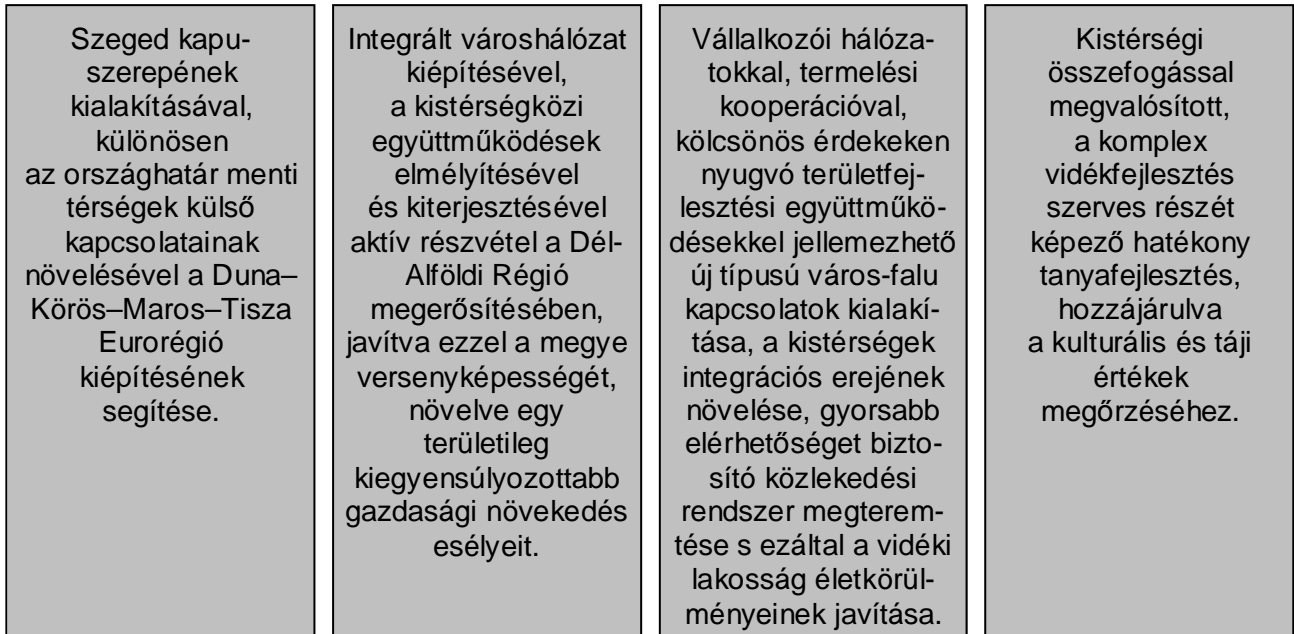 Szeged kapu-
szerepének
kialakításával,
különösen
az országhatár menti
térségek külső
kapcsolatainak
növelésével a Duna–
Körös–Maros–Tisza
Eurorégió
kiépítésének
segítése.
Integrált városhálózat
kiépítésével,
a kistérségközi
együttműködések
elmélyítésével
és kiterjesztésével
aktív részvétel a Dél-
Alföldi Régió
megerősítésében,
javítva ezzel a megye
versenyképességét,
növelve egy
területileg
kiegyensúlyozottabb
gazdasági növekedés
esélyeit.
Vállalkozói hálóza-
tokkal, termelési
kooperációval,
kölcsönös érdekeken
nyugvó területfej-
lesztési együttműkö-
désekkel jellemezhető
új típusú város-falu
kapcsolatok kialakí-
tása, a kistérségek
integrációs erejének
növelése, gyorsabb
elérhetőséget bizto-
sító közlekedési
rendszer megterem-
tése s ezáltal a vidéki
lakosság életkörül-
ményeinek javítása.
Kistérségi
összefogással
megvalósított,
a komplex
vidékfejlesztés
szerves részét
képező hatékony
tanyafejlesztés,
hozzájárulva
a kulturális és táji
értékek
megőrzéséhez.